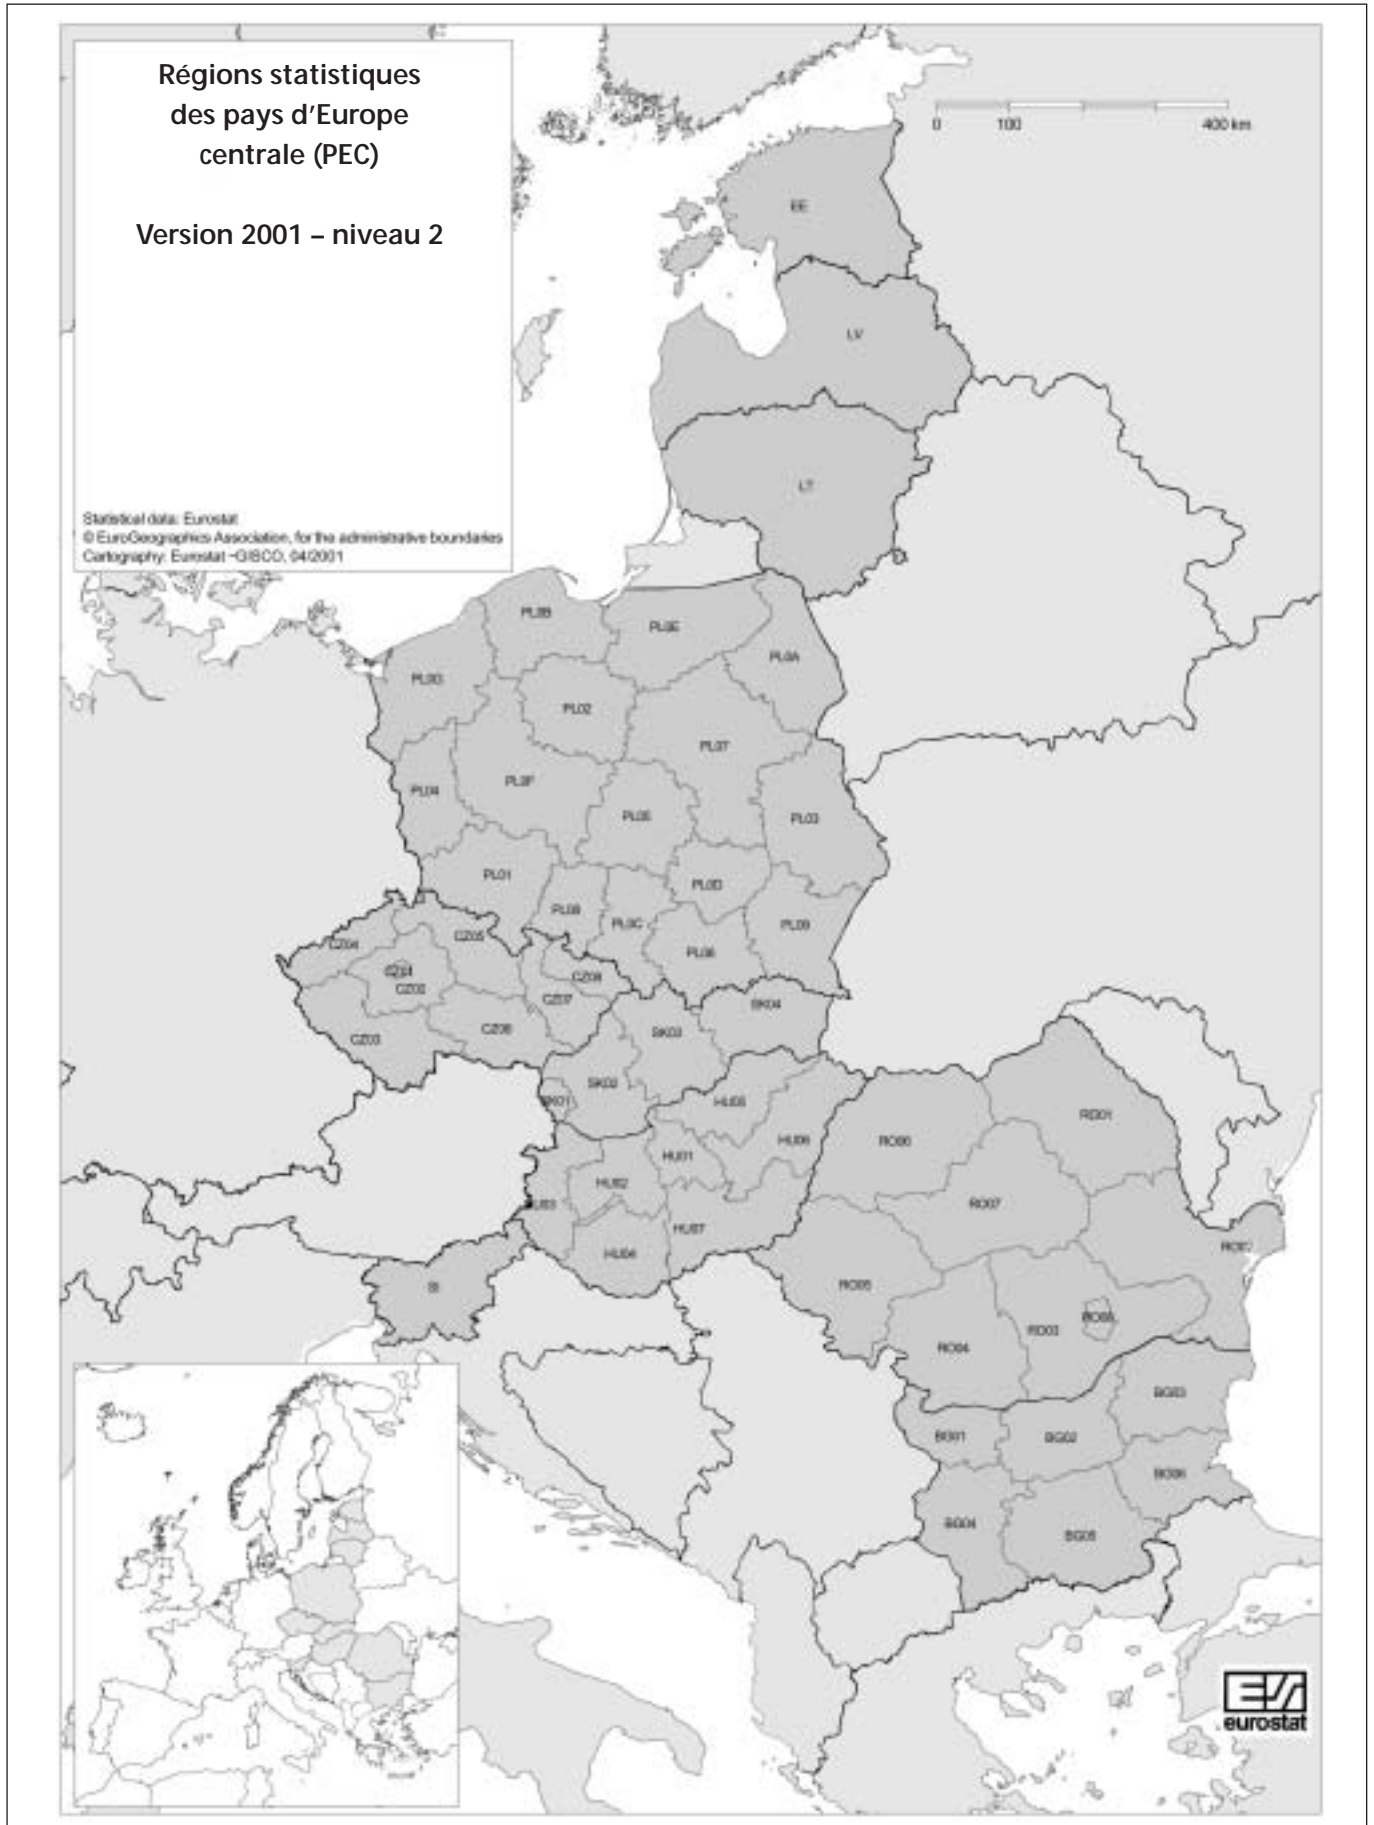 Régions statistiques
des pays d'Europe
centrale (PEC)
Version 2001 – niveau 2
Statistical data: Eurostat
© EuroGeographics Association, for the administrative boundaries
Cartography: Eurostat –GISCO, 04/2001
0 100 400 km
EE
LV
LT
PL0B
PL0E
PL0A
PL0G
PL02
PL07
PL0F
PL04
PL05
PL03
PL01
PL0D
PL08
PL0C
PL09
PL06
CZ04
CZ05
CZ01
CZ02
CZ08
CZ07
CZ03
CZ06
SK04
SK03
SK02
SK01
HU05
HU06
HU01
HU02
HU03
HU07
HU04
SI
RO01
RO06
RO07
RO02
RO05
RO03
RO08
RO04
BG03
BG01
BG02
BG06
BG04
BG05
eurostat